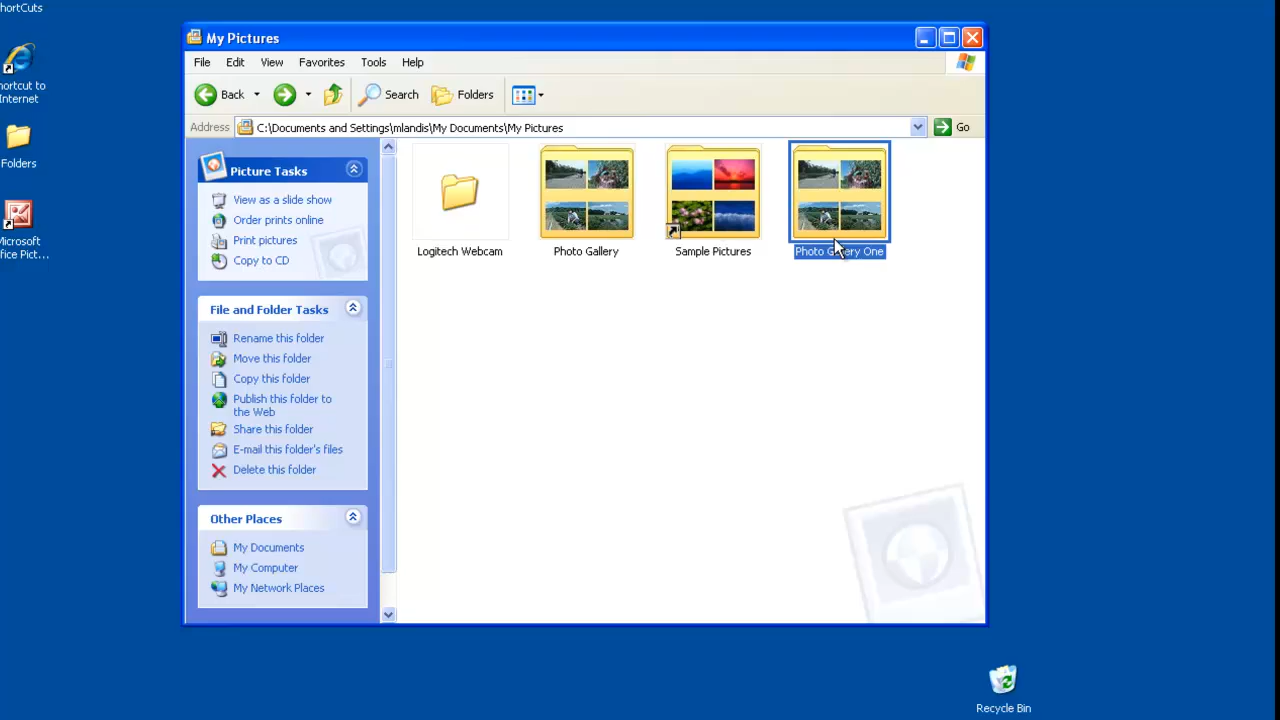 hortCuts
hortcut to
Internet
Folders
Microsoft
fice Pict...
My Pictures
File Edit View Favorites Tools Help
Back Search Folders
Address C:\Documents and Settings\mlandis\My Documents\My Pictures Go
Picture Tasks
View as a slide show
Order prints online
Print pictures
Copy to CD
File and Folder Tasks
Rename this folder
Move this folder
Copy this folder
Publish this folder to
the Web
Share this folder
E-mail this folder's files
Delete this folder
Other Places
My Documents
My Computer
My Network Places
Logitech Webcam
Photo Gallery
Sample Pictures
Photo Gallery One
Recycle Bin